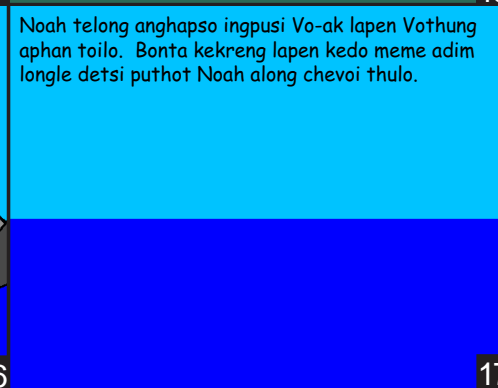 Noah telong anghapso ingpusi Vo-ak lapen Vothung
aphan toilo.  Bonta kekreng lapen kedo meme adim
longle detsi puthot Noah along chevoi thulo.